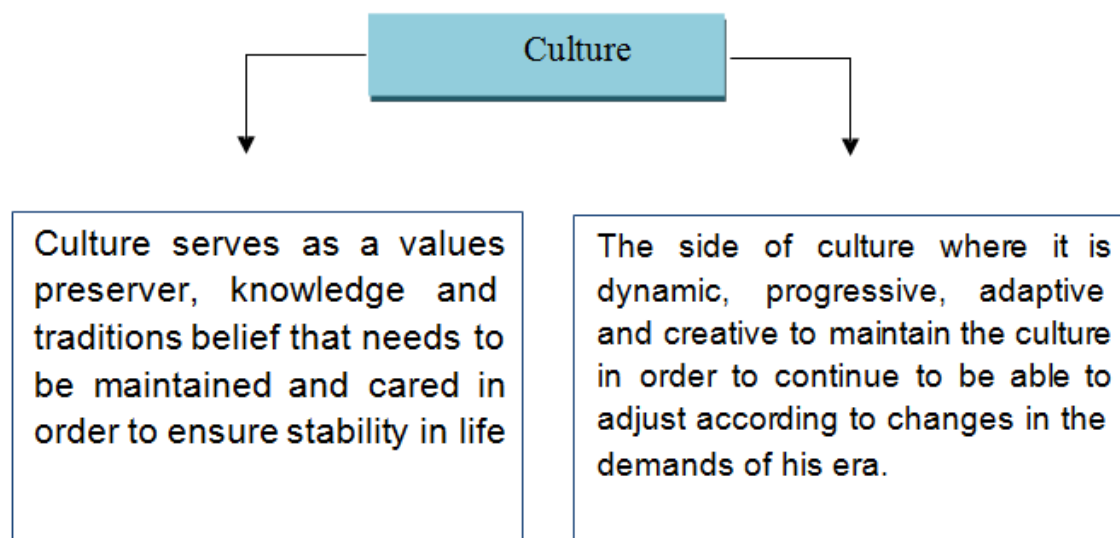 Culture
Culture serves as a values
preserver, knowledge and
traditions belief that needs to
be maintained and cared in
order to ensure stability in life
The side of culture where it is
dynamic, progressive, adaptive
and creative to maintain the culture
in order to continue to be able to
adjust according to changes in the
demands of his era.